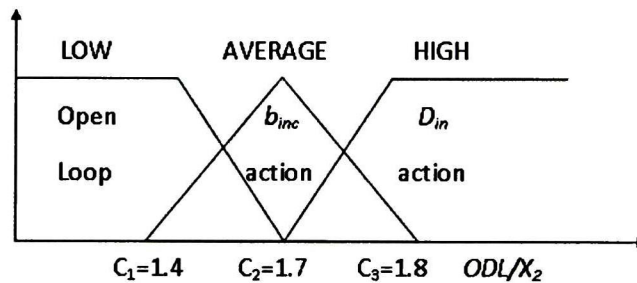 LOW AVERAGE HIGH
Open b_inc D_in
Loop action action
C₁=1.4 C₂=1.7 C₃=1.8 ODL/X₂